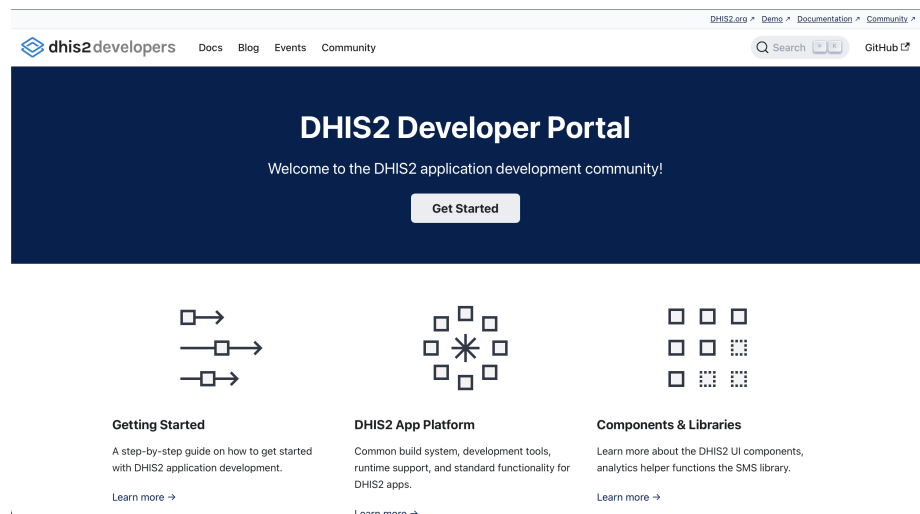 DHIS2.org ↗ Demo ↗ Documentation ↗ Community ↗
dhis2developers Docs Blog Events Community Search K GitHub
DHIS2 Developer Portal
Welcome to the DHIS2 application development community!
Get Started
Getting Started
A step-by-step guide on how to get started
with DHIS2 application development.
Learn more →
DHIS2 App Platform
Common build system, development tools,
runtime support, and standard functionality for
DHIS2 apps.
Learn more →
Components & Libraries
Learn more about the DHIS2 UI components,
analytics helper functions the SMS library.
Learn more →